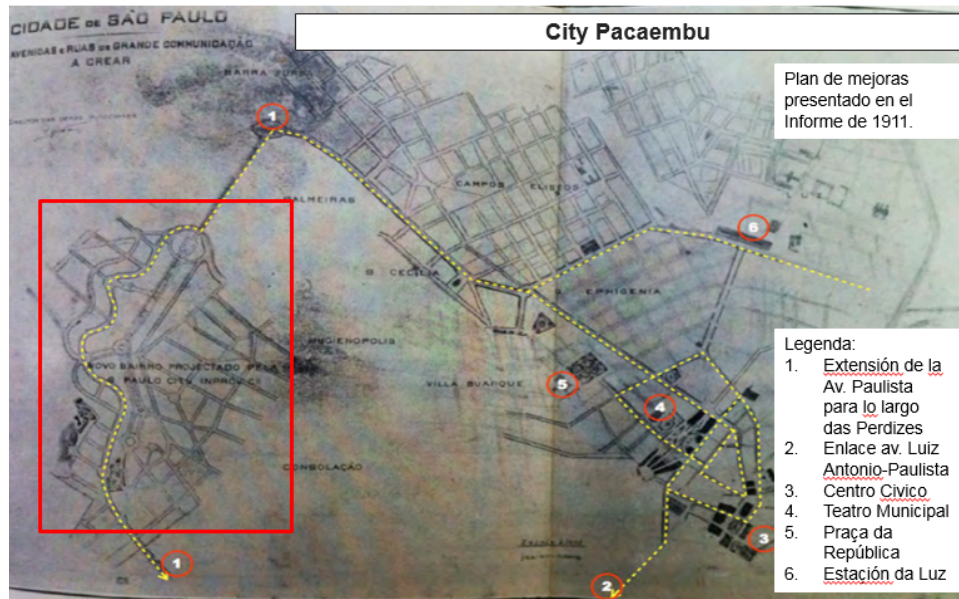 City Pacaembu
CIDADE DE SÃO PAULO
AVENIDAS E RUAS DE GRANDE COMMUNICAÇÃO
A CREAR
BARRA FUNDA
Plan de mejoras
presentado en el
Informe de 1911.
1
CAMPOS ELISEOS
PALMEIRAS
6
S. CECILIA
EPHIGENIA
HYGIENOPOLIS
NOVO BAIRRO PROJECTADO PELA
S. PAULO CITY
VILLA BUARQUE
5
4
CONSOLAÇÃO
3
1
2
Legenda:
1. Extensión de la
Av. Paulista
para lo largo
das Perdizes
2. Enlace av. Luiz
Antonio-Paulista
3. Centro Civico
4. Teatro Municipal
5. Praça da
República
6. Estação da Luz